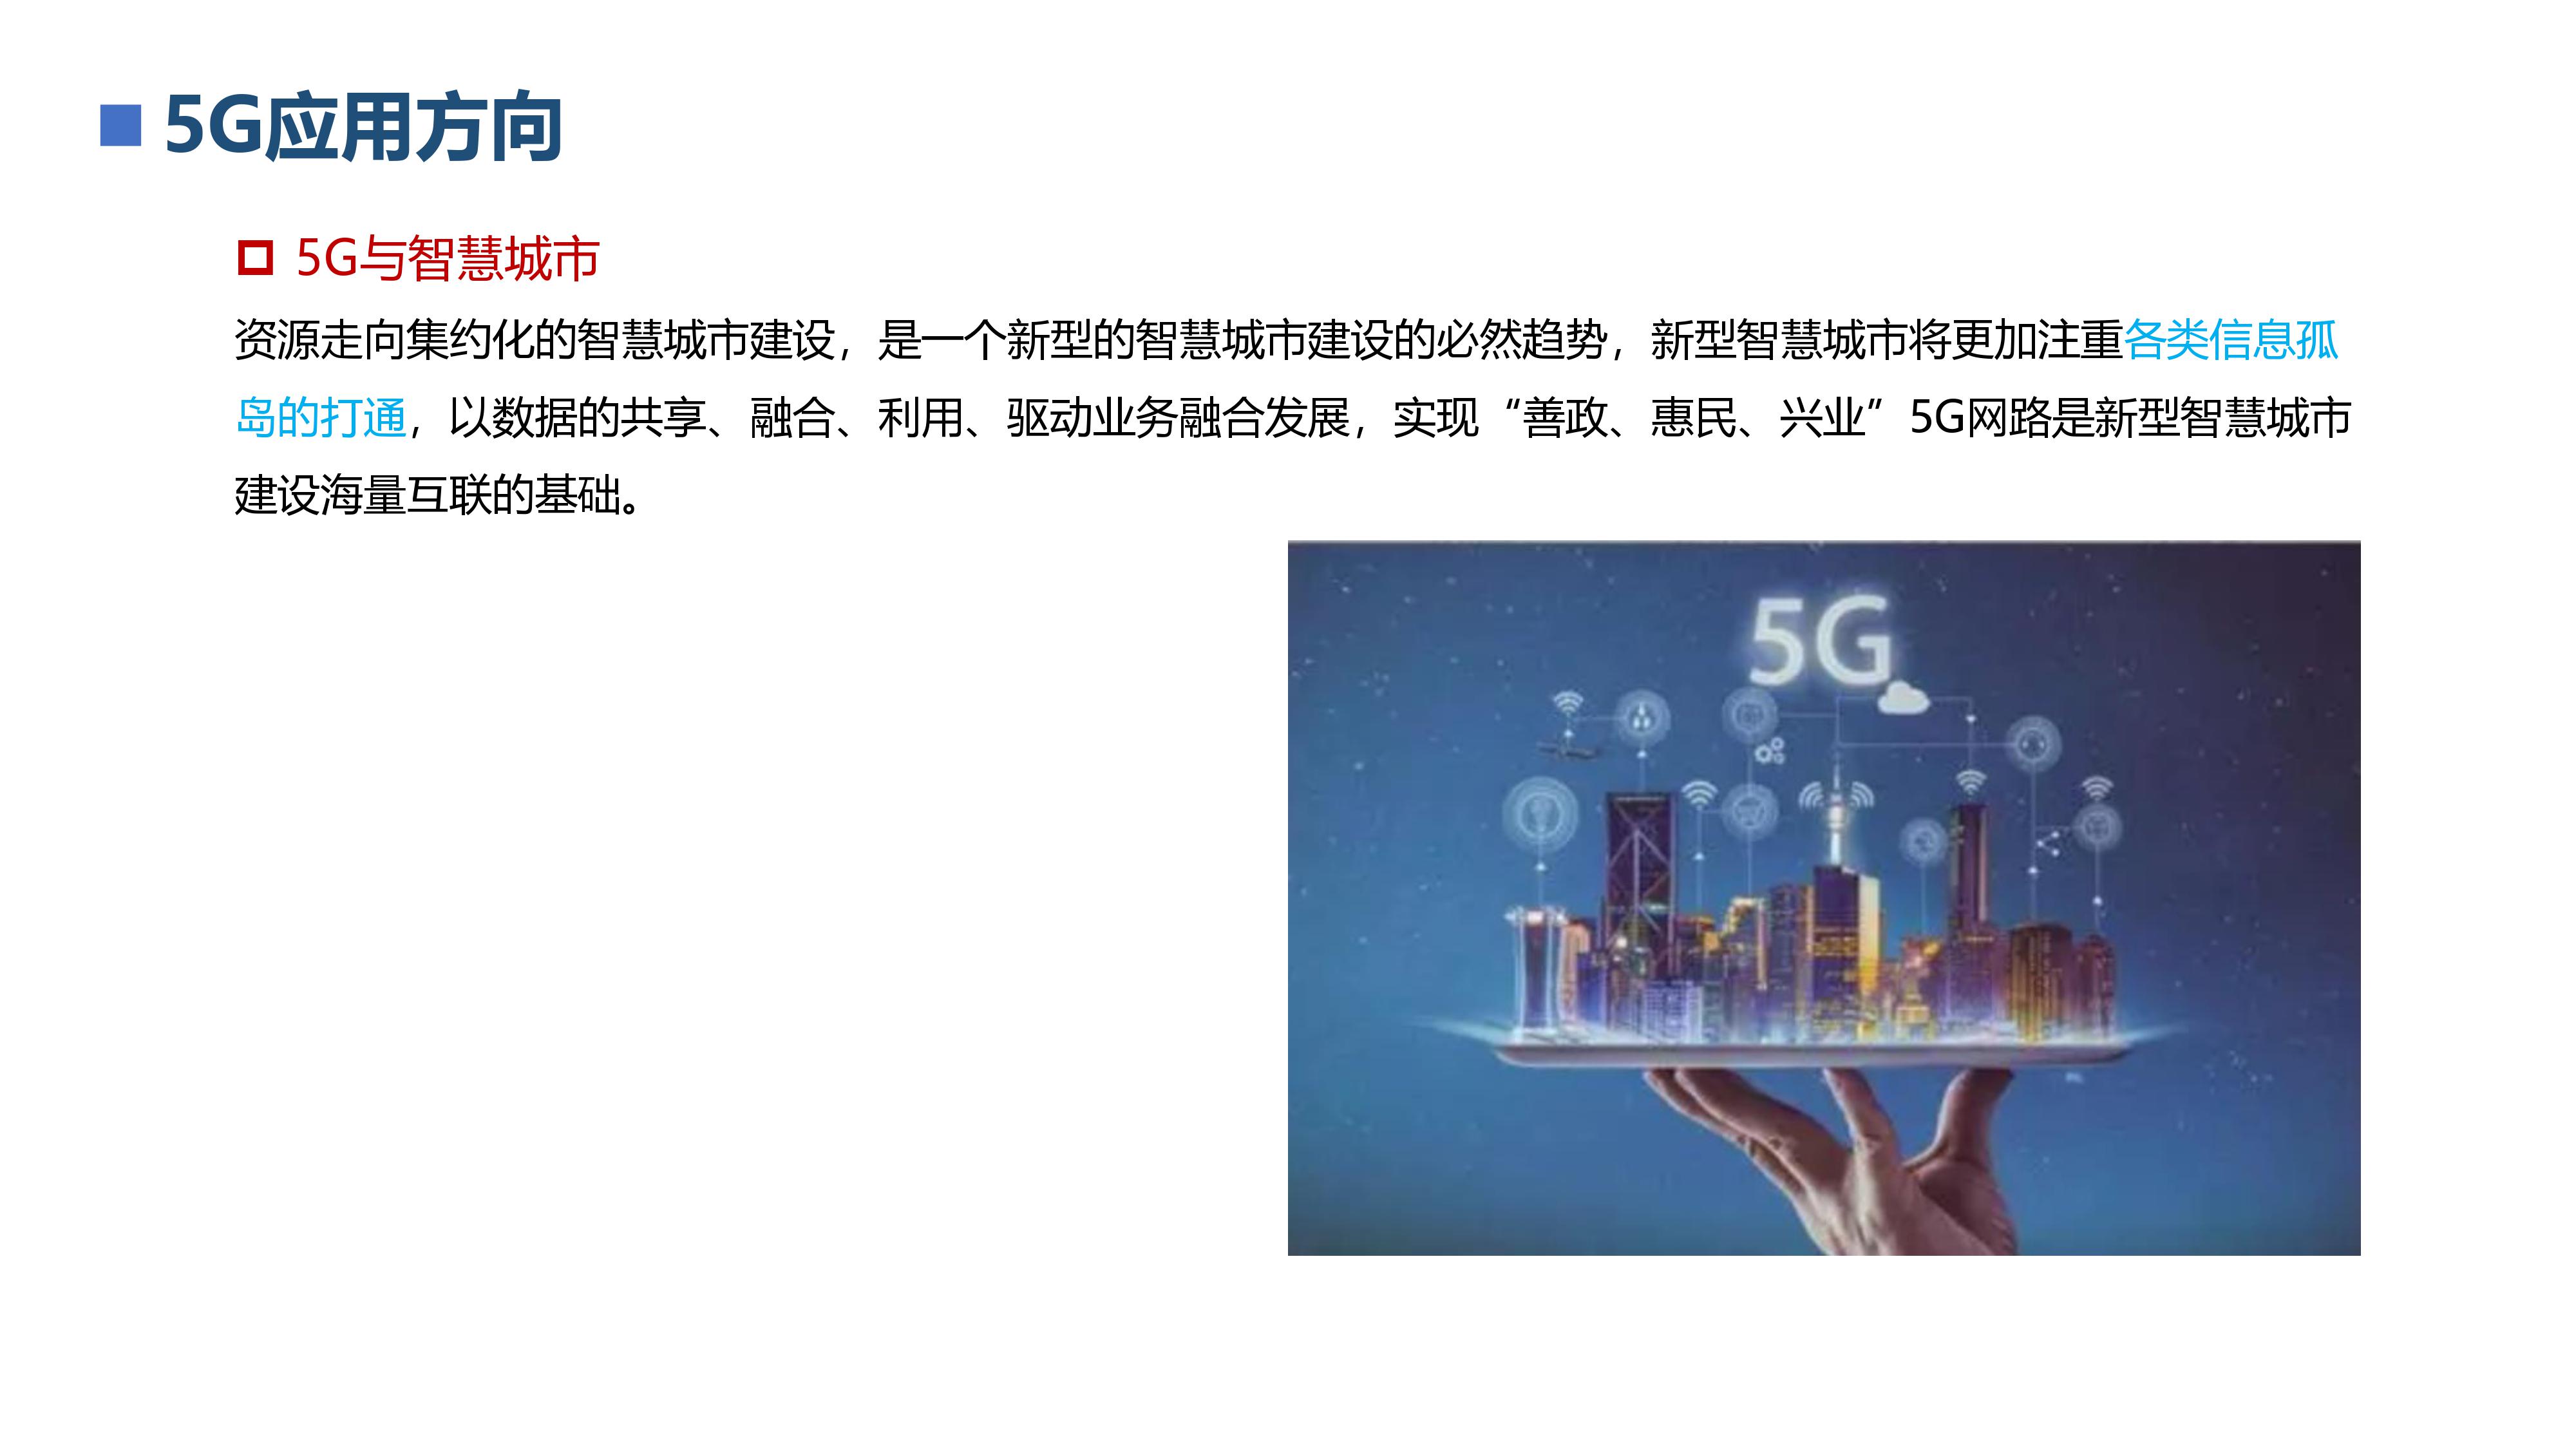 5G应用方向
5G与智慧城市
资源走向集约化的智慧城市建设，是一个新型的智慧城市建设的必然趋势，新型智慧城市将更加注重各类信息孤
岛的打通，以数据的共享、融合、利用、驱动业务融合发展，实现“善政、惠民、兴业”5G网路是新型智慧城市
建设海量互联的基础。
5G